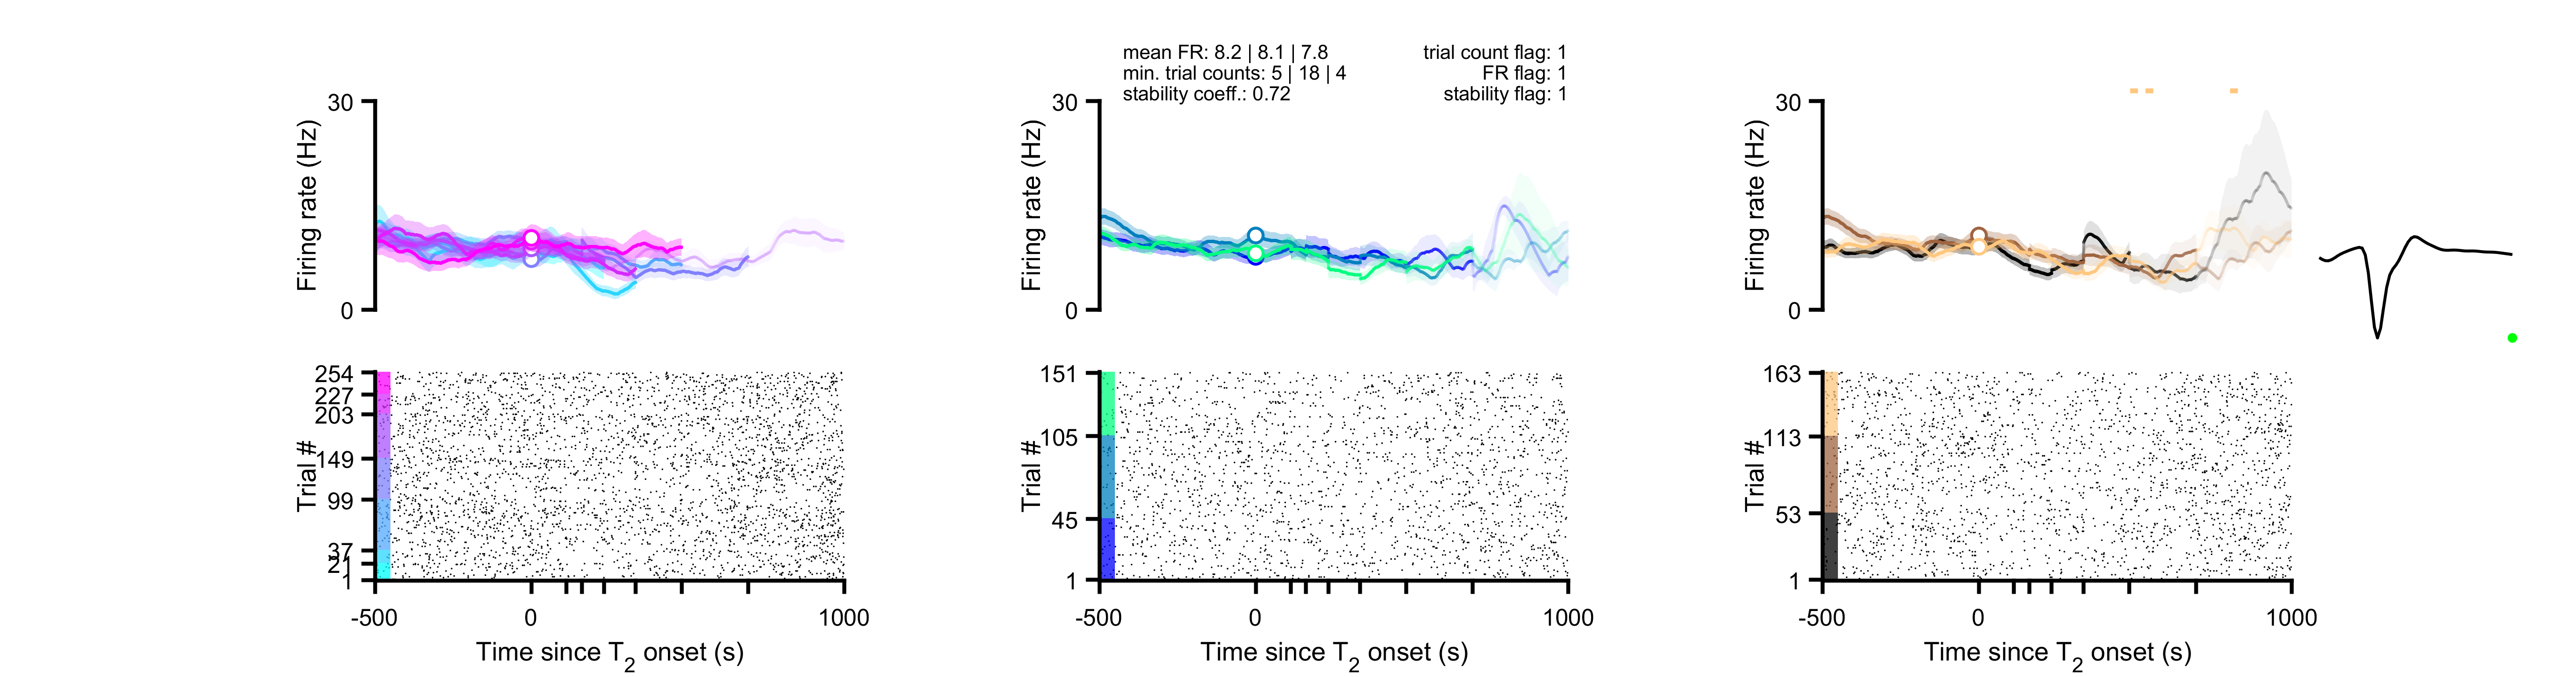 mean FR: 8.2 | 8.1 | 7.8
min. trial counts: 5 | 18 | 4
stability coeff.: 0.72
trial count flag: 1
FR flag: 1
stability flag: 1
Firing rate (Hz)
30
0
Trial #
254
227
203
149
99
37
21
1
-500
0
1000
Time since T2 onset (s)
Firing rate (Hz)
30
0
Trial #
151
105
45
1
-500
0
1000
Time since T2 onset (s)
Firing rate (Hz)
30
0
Trial #
163
113
53
1
-500
0
1000
Time since T2 onset (s)